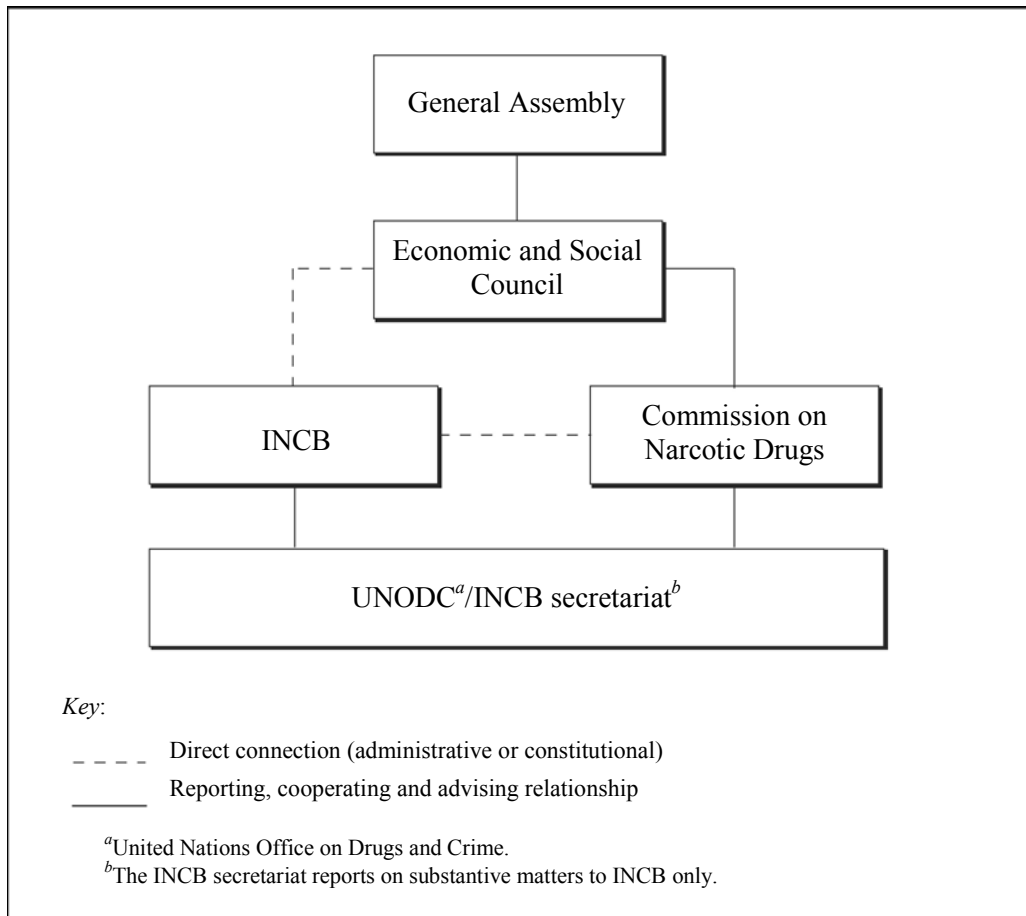 General Assembly
Economic and Social
Council
INCB
Commission on
Narcotic Drugs
UNODCᵃ/INCB secretariatᵇ
Key:
Direct connection (administrative or constitutional)
Reporting, cooperating and advising relationship
ᵃUnited Nations Office on Drugs and Crime.
ᵇThe INCB secretariat reports on substantive matters to INCB only.